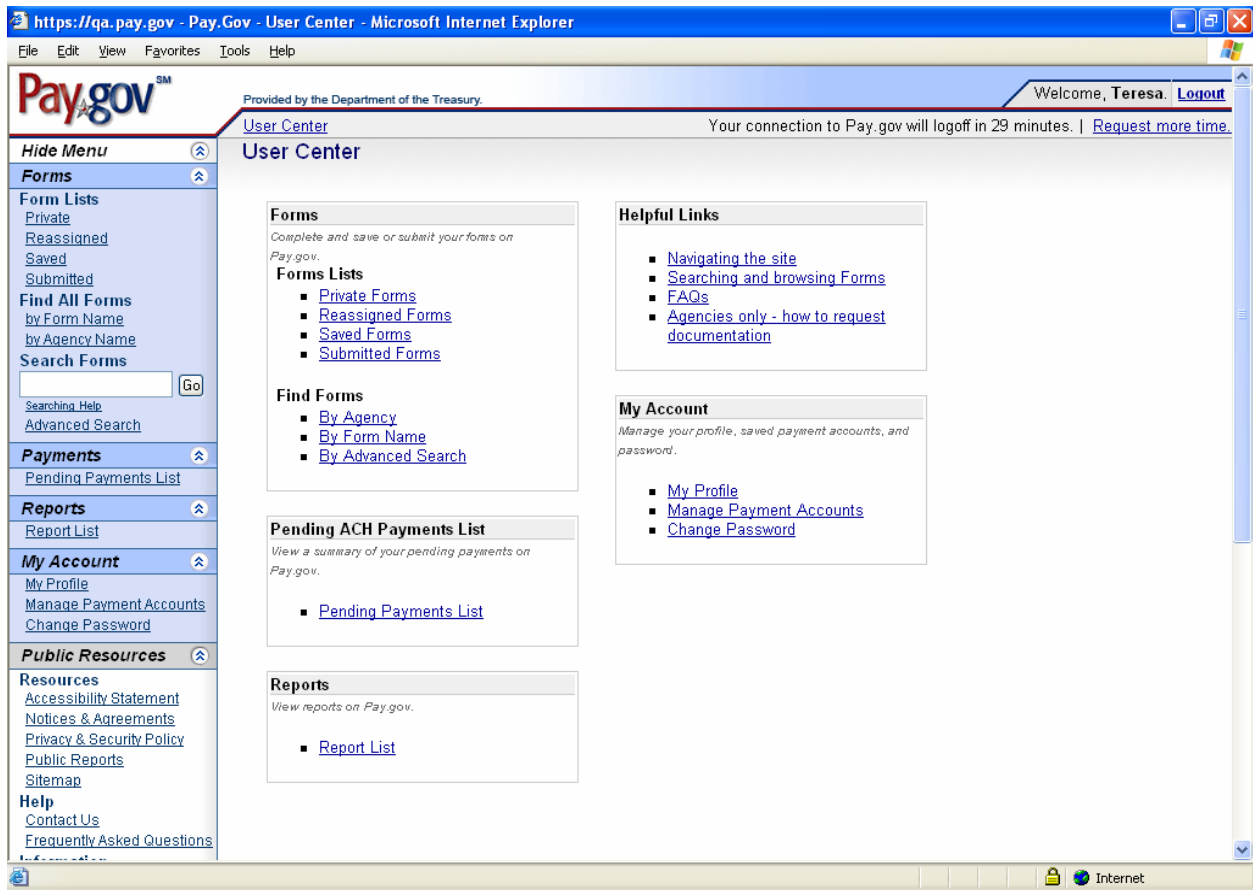 https://qa.pay.gov - Pay.Gov - User Center - Microsoft Internet Explorer
File Edit View Favorites Tools Help
Pay.gov SM
Provided by the Department of the Treasury.
Welcome, Teresa. Logout
User Center
Your connection to Pay.gov will logoff in 29 minutes. | Request more time.
Hide Menu
Forms
Form Lists
Private
Reassigned
Saved
Submitted
Find All Forms
by Form Name
by Agency Name
Search Forms
Go
Searching Help
Advanced Search
Payments
Pending Payments List
Reports
Report List
My Account
My Profile
Manage Payment Accounts
Change Password
Public Resources
Resources
Accessibility Statement
Notices & Agreements
Privacy & Security Policy
Public Reports
Sitemap
Help
Contact Us
Frequently Asked Questions
Information
User Center
Forms
Complete and save or submit your forms on
Pay.gov.
Forms Lists
Private Forms
Reassigned Forms
Saved Forms
Submitted Forms
Find Forms
By Agency
By Form Name
By Advanced Search
Pending ACH Payments List
View a summary of your pending payments on
Pay.gov.
Pending Payments List
Reports
View reports on Pay.gov.
Report List
Helpful Links
Navigating the site
Searching and browsing Forms
FAQs
Agencies only - how to request
documentation
My Account
Manage your profile, saved payment accounts, and
password.
My Profile
Manage Payment Accounts
Change Password
Internet